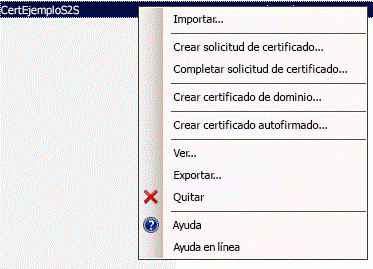 CertEjemploS2S
Importar...
Crear solicitud de certificado...
Completar solicitud de certificado...
Crear certificado de dominio...
Crear certificado autofirmado...
Ver...
Exportar...
Quitar
Ayuda
Ayuda en línea